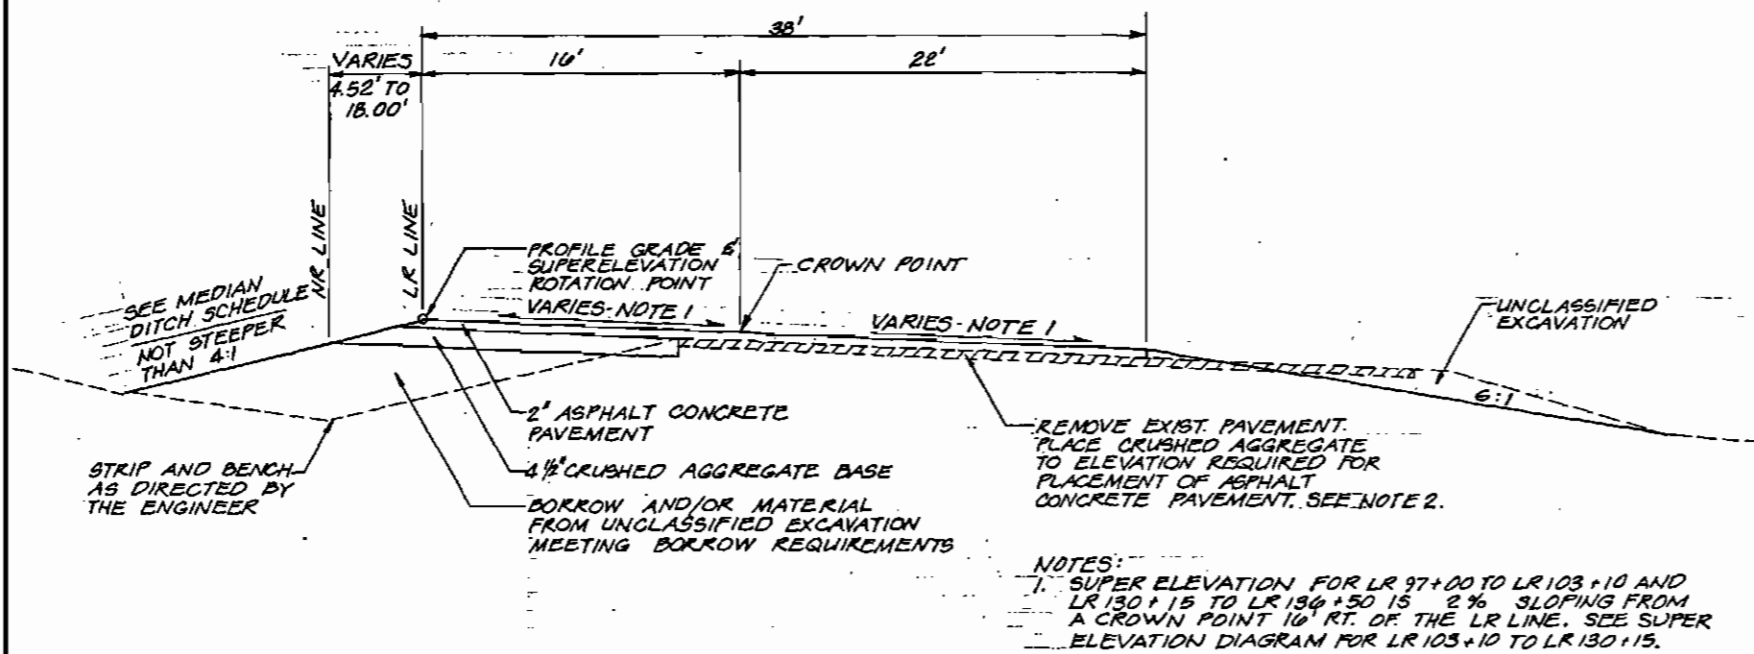 38'
VARIES
16'
22'
4.52' TO
18.00'
NR LINE
LR LINE
PROFILE GRADE &
SUPERELEVATION
ROTATION POINT
CROWN POINT
SEE MEDIAN
DITCH SCHEDULE
NOT STEEPER
THAN 4:1
VARIES-NOTE 1
VARIES-NOTE 1
UNCLASSIFIED
EXCAVATION
6:1
2" ASPHALT CONCRETE
PAVEMENT
STRIP AND BENCH
AS DIRECTED BY
THE ENGINEER
4 1/2" CRUSHED AGGREGATE BASE
BORROW AND/OR MATERIAL
FROM UNCLASSIFIED EXCAVATION
MEETING BORROW REQUIREMENTS
REMOVE EXIST. PAVEMENT.
PLACE CRUSHED AGGREGATE
TO ELEVATION REQUIRED FOR
PLACEMENT OF ASPHALT
CONCRETE PAVEMENT. SEE NOTE 2.
NOTES:
1. SUPER ELEVATION FOR LR 97+00 TO LR 103+10 AND
LR 130+15 TO LR 136+50 IS 2% SLOPING FROM
A CROWN POINT 16' RT. OF THE LR LINE. SEE SUPER
ELEVATION DIAGRAM FOR LR 103+10 TO LR 130+15.